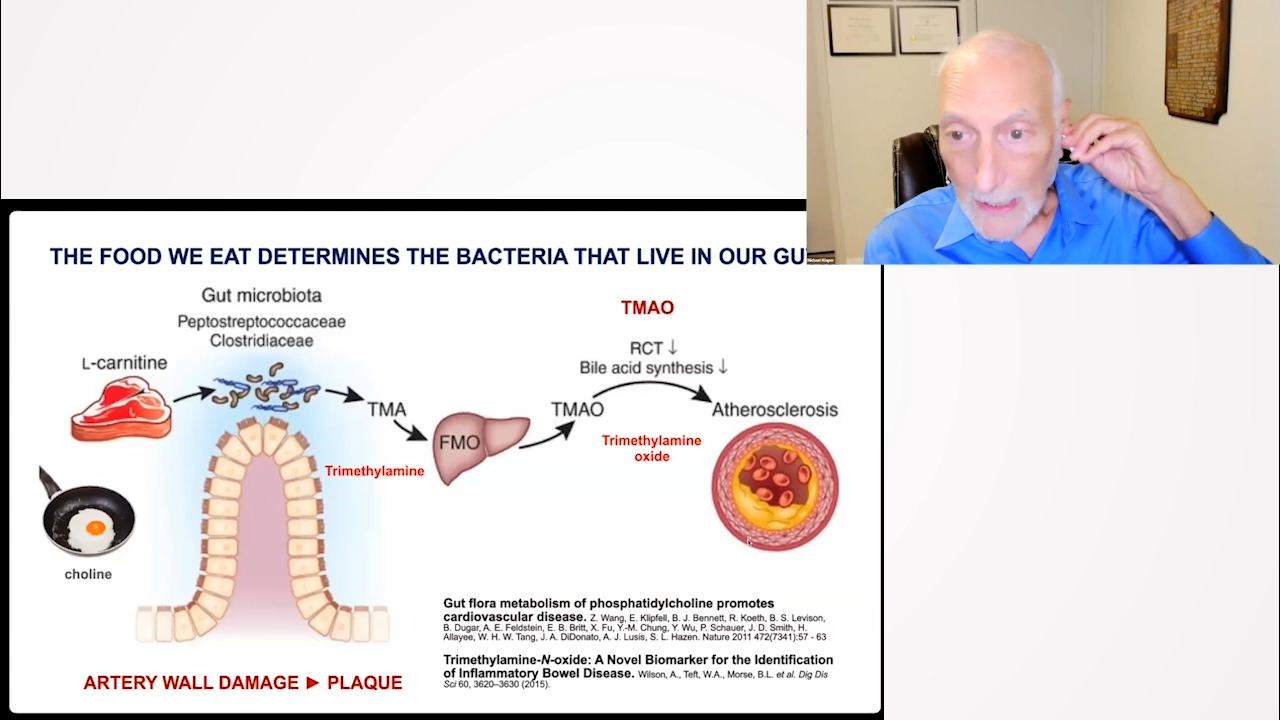 THE FOOD WE EAT DETERMINES THE BACTERIA THAT LIVE IN OUR GU
Gut microbiota
Peptostreptococcaceae
Clostridiaceae
L-carnitine
TMA
Trimethylamine
FMO
TMAO
RCT ↓
Bile acid synthesis ↓
TMAO
Trimethylamine
oxide
Atherosclerosis
choline
Gut flora metabolism of phosphatidylcholine promotes
cardiovascular disease. Z. Wang, E. Klipfell, B. J. Bennett, R. Koeth, B. S. Levison,
B. Dugar, A. E. Feldstein, E. B. Britt, X. Fu, Y.-M. Chung, Y. Wu, P. Schauer, J. D. Smith, H.
Allayee, W. H. W. Tang, J. A. DiDonato, A. J. Lusis, S. L. Hazen. Nature 2011 472(7341):57 - 63
Trimethylamine-N-oxide: A Novel Biomarker for the Identification
of Inflammatory Bowel Disease. Wilson, A., Teft, W.A., Morse, B.L. et al. Dig Dis
Sci 60, 3620–3630 (2015).
ARTERY WALL DAMAGE ► PLAQUE
Michael Klaper